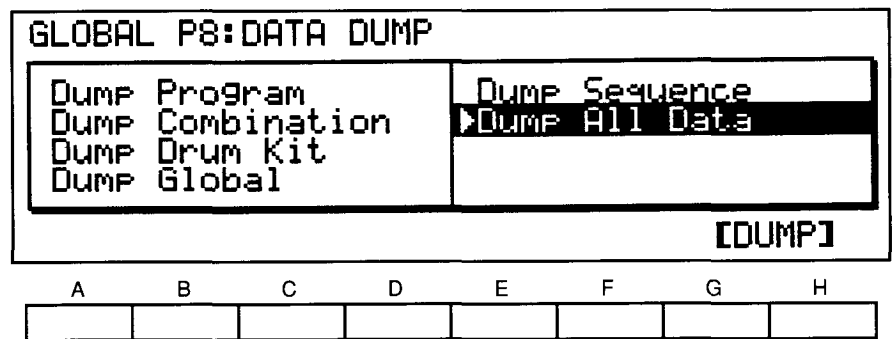 GLOBAL P8:DATA DUMP
Dump Program
Dump Combination
Dump Drum Kit
Dump Global
Dump Sequence
▶Dump All Data
[DUMP]
A B C D E F G H